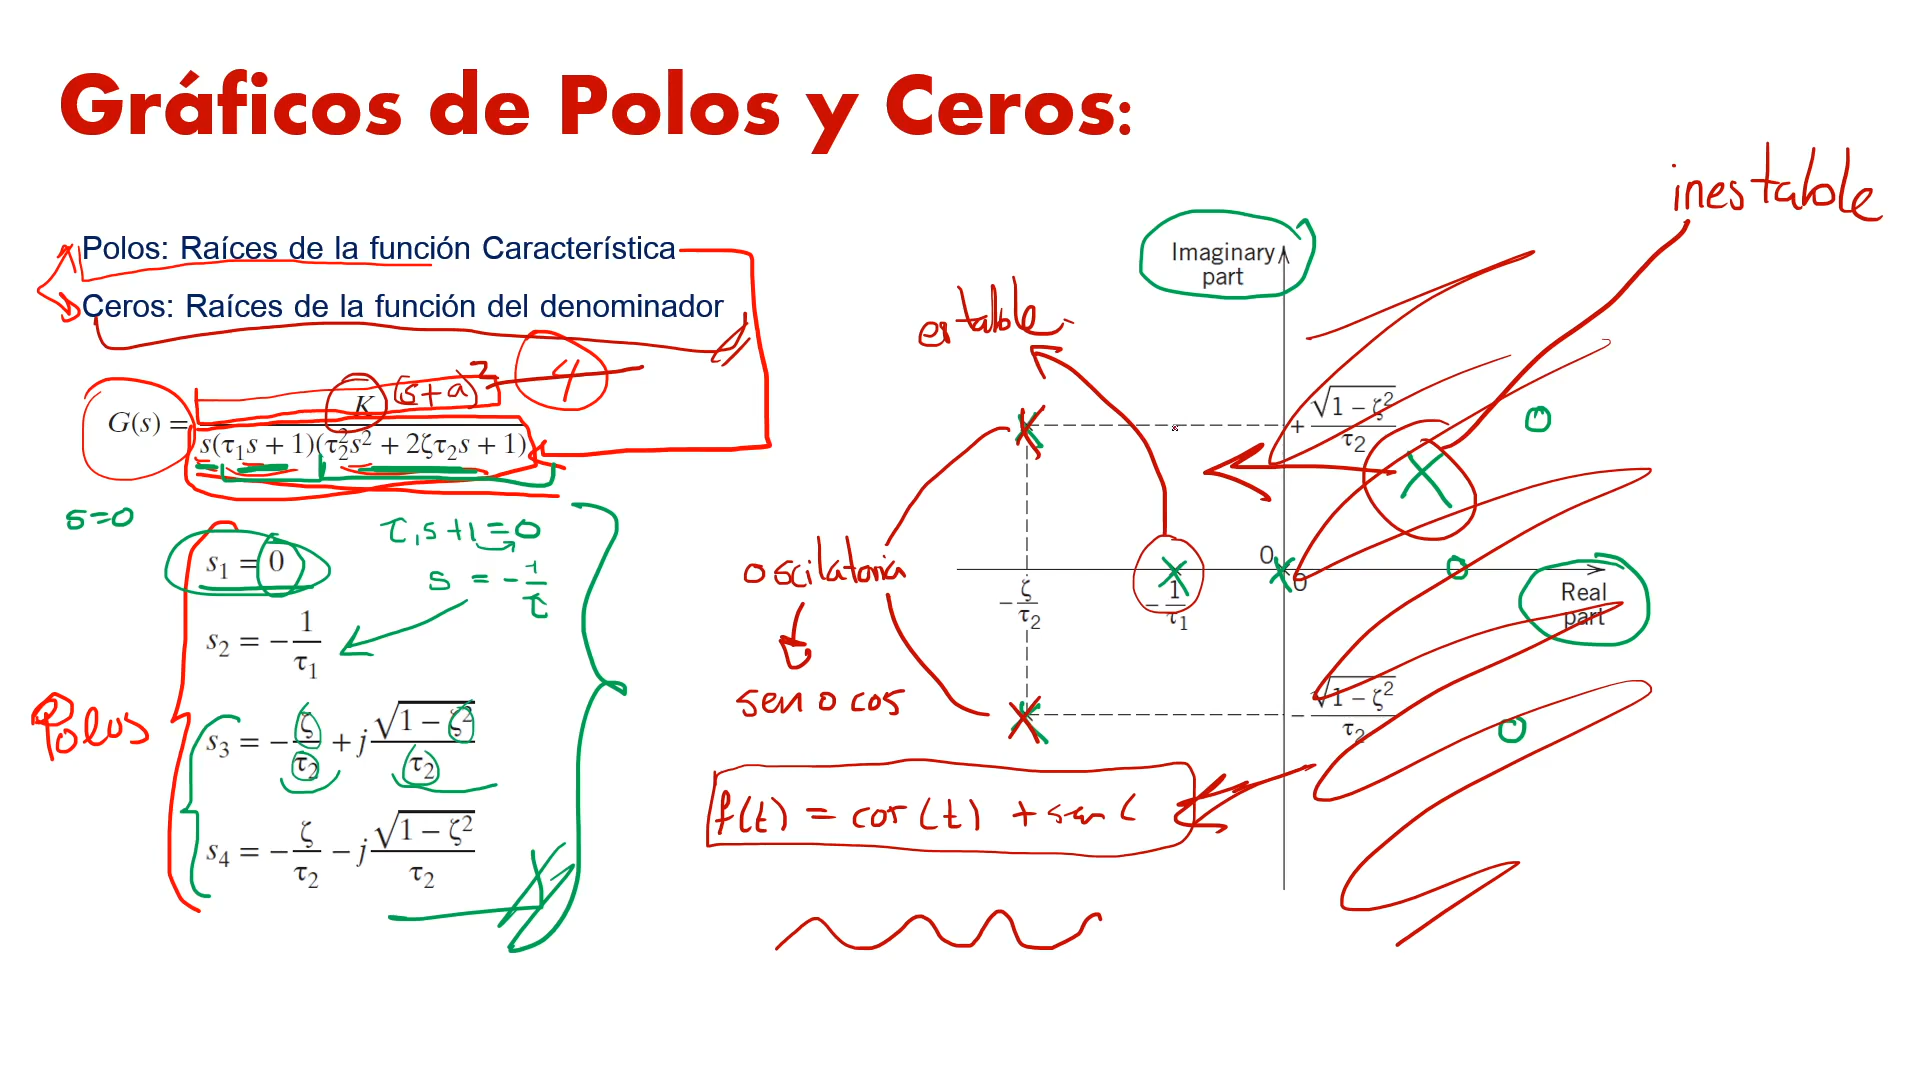 Gráficos de Polos y Ceros:
inestable
Polos: Raíces de la función Característica
Ceros: Raíces de la función del denominador
Imaginary
part
estable.
4
G(s) = K (s+a)² / s(τ₁s + 1)(τ₂²s² + 2ζτ₂s + 1)
+ √1 − ζ² / τ₂
s=0
τ,s+1=0
s = -1/τ
s₁ = 0
s₂ = − 1/τ₁
Polos
s₃ = − ζ/τ₂ + j √1 − ζ² / τ₂
s₄ = − ζ/τ₂ − j √1 − ζ² / τ₂
oscilatoria
sen o cos
0
0
− ζ/τ₂
− 1/τ₁
Real
part
− √1 − ζ² / τ₂
f(t) = cos(t) + sen (